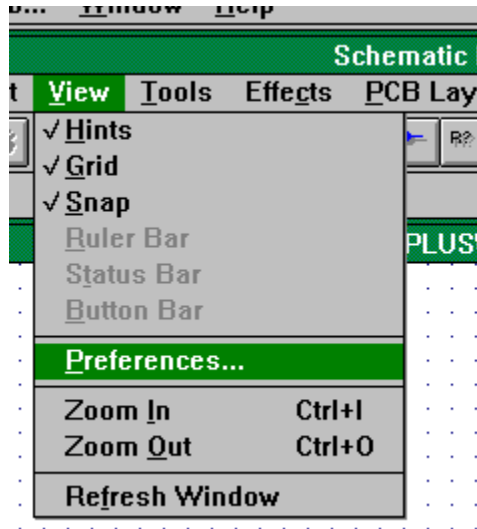 Window Help
Schematic
View Tools Effects PCB Lay
✓ Hints
R?
✓ Grid
✓ Snap
Ruler Bar
PLUS
Status Bar
Button Bar
Preferences...
Zoom In Ctrl+I
Zoom Out Ctrl+O
Refresh Window